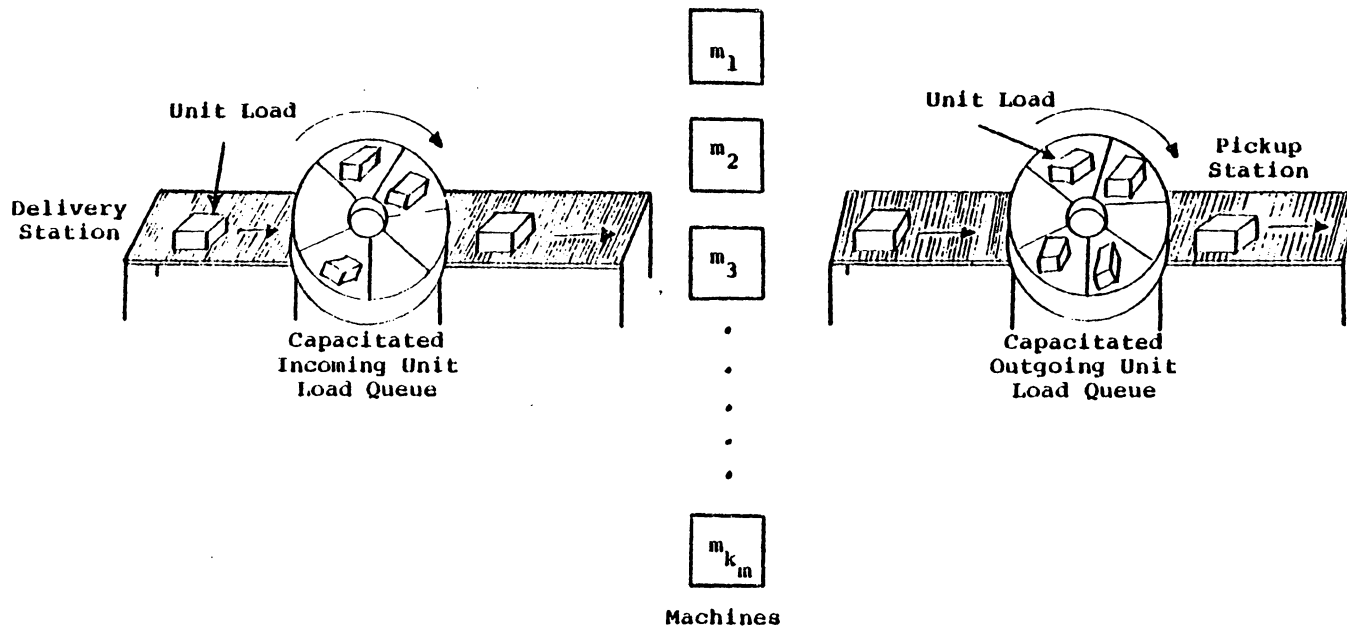 m1
Unit Load
Unit Load
m2
Pickup
Station
Delivery
Station
m3
Capacitated
Incoming Unit
Load Queue
Capacitated
Outgoing Unit
Load Queue
mkm
Machines